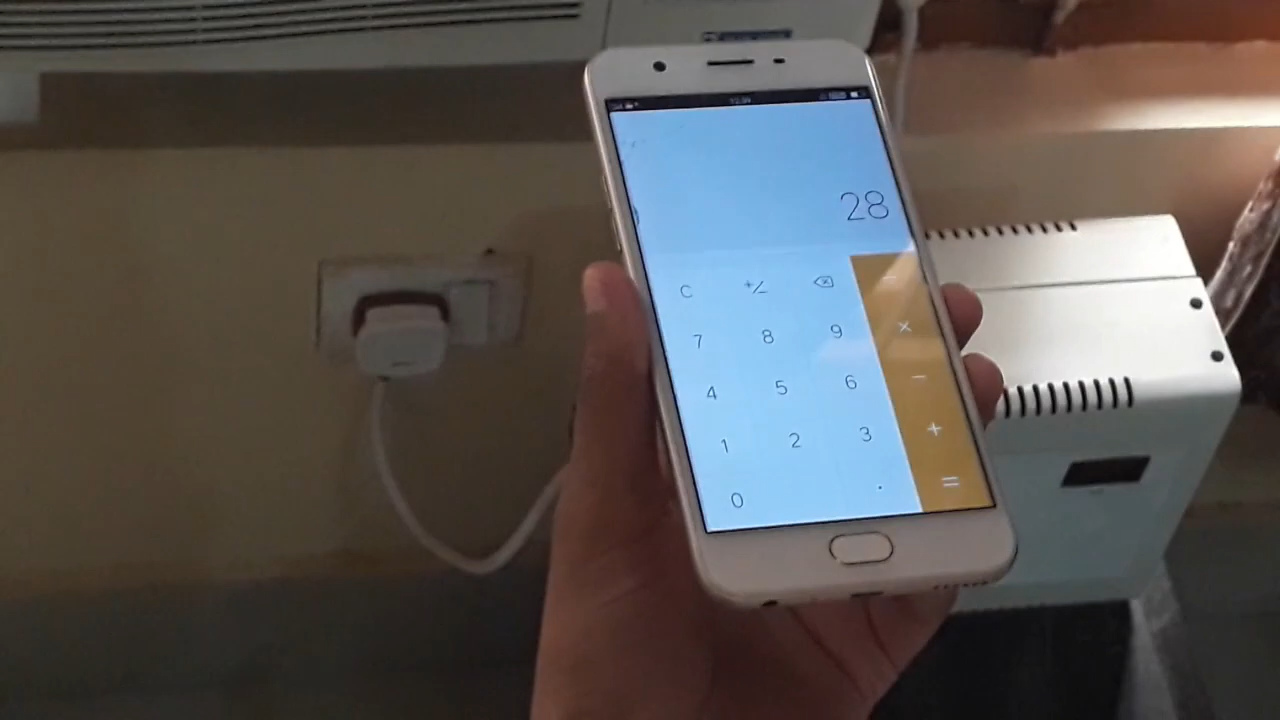 28
C +/-
7 8 9 ×
4 5 6 −
1 2 3 +
0 . =